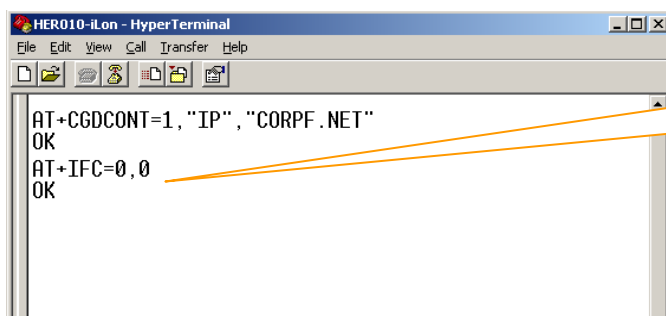 HER010-iLon - HyperTerminal
File Edit View Call Transfer Help
AT+CGDCONT=1,"IP","CORPF.NET"
OK
AT+IFC=0,0
OK